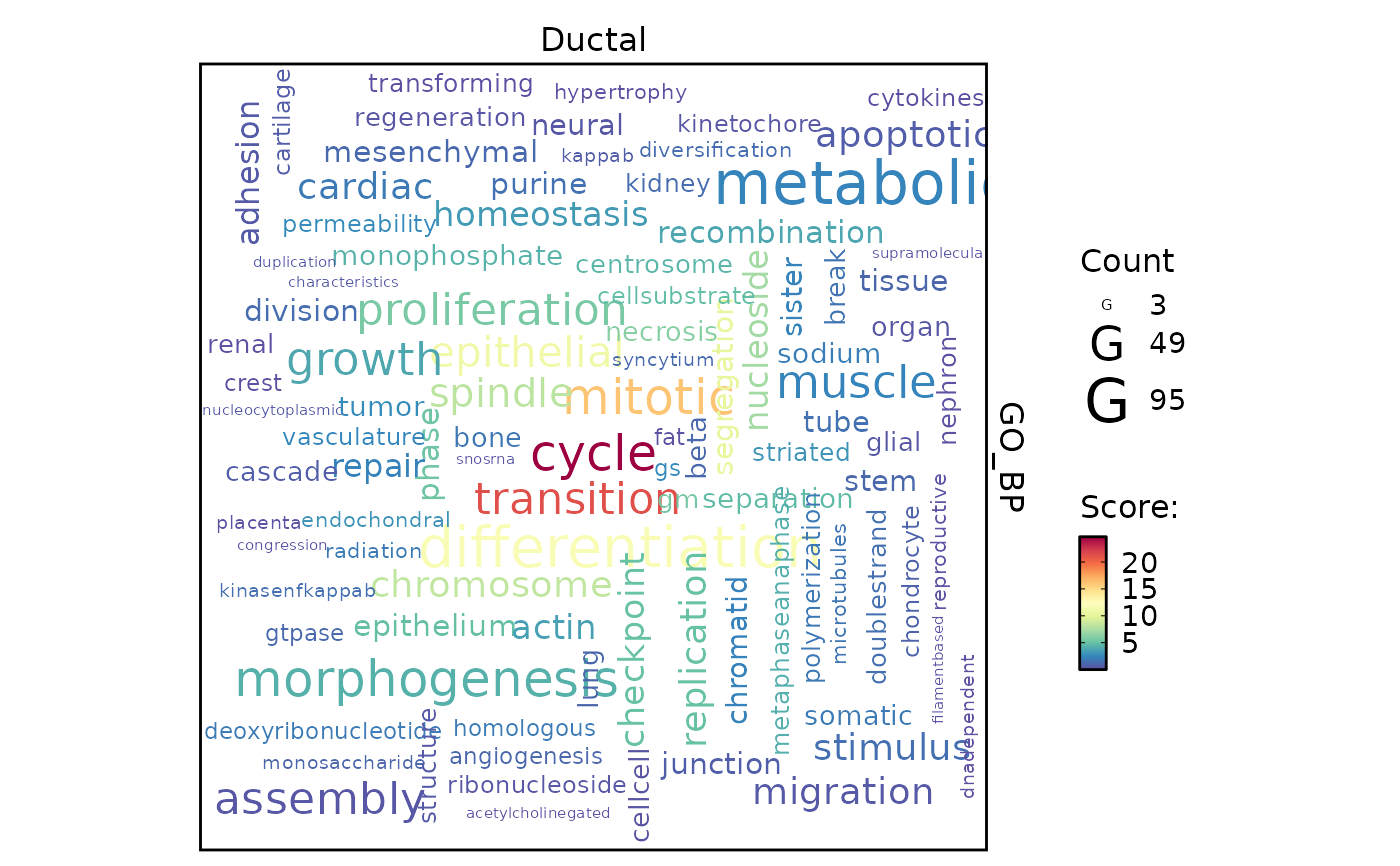 Ductal
transforming
hypertrophy
cytokines
cartilage
adhesion
regeneration
neural
kinetochore
apoptotic
mesenchymal
kappab
diversification
cardiac
purine
kidney
metabolic
permeability
homeostasis
recombination
duplication
monophosphate
centrosome
nucleoside
sister
break
supramolecular
characteristics
cellsubstrate
tissue
division
proliferation
necrosis
segregation
organ
renal
growth
epithelial
syncytium
sodium
nephron
crest
spindle
mitotic
muscle
nucleocytoplasmic
tumor
phase
tube
vasculature
bone
cycle
fat
beta
striated
glial
cascade
repair
snosrna
gs
stem
transition
gm
separation
placenta
endochondral
congression
radiation
differentiation
metaphaseanaphase
polymerization
microtubules
doublestrand
chondrocyte
reproductive
kinasenfkappab
chromosome
checkpoint
replication
chromatid
gtpase
epithelium
actin
filamentbased
morphogenesis
lung
dnadependent
deoxyribonucleotide
structure
homologous
somatic
monosaccharide
angiogenesis
cellcell
junction
stimulus
assembly
ribonucleoside
migration
acetylcholinegated
GO_BP
Count
G 3
G 49
G 95
Score:
20
15
10
5